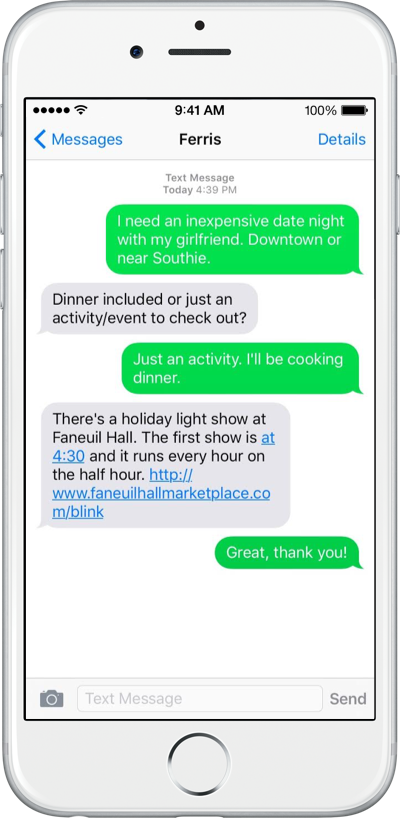 9:41 AM
100%
Messages
Ferris
Details
Text Message
Today 4:39 PM
I need an inexpensive date night
with my girlfriend. Downtown or
near Southie.
Dinner included or just an
activity/event to check out?
Just an activity. I'll be cooking
dinner.
There's a holiday light show at
Faneuil Hall. The first show is at
4:30 and it runs every hour on
the half hour. http://
www.faneuilhallmarketplace.co
m/blink
Great, thank you!
Text Message
Send